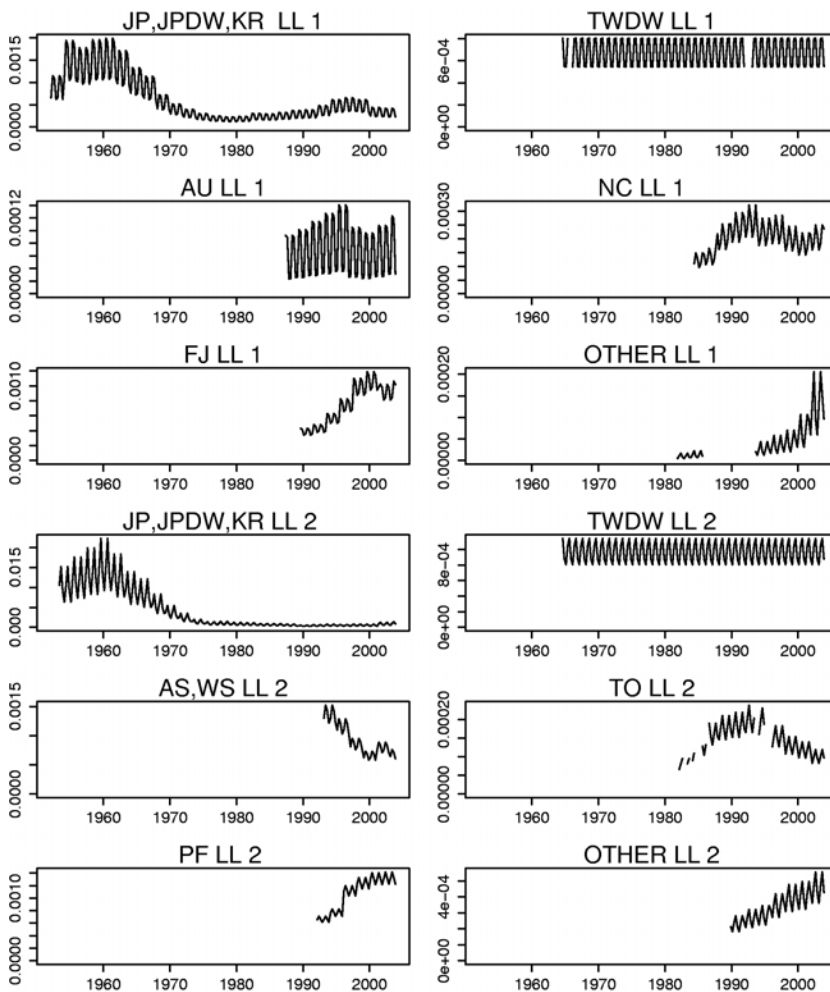 JP,JPDW,KR LL 1
0.0015
0.0000
1960 1970 1980 1990 2000
TWDW LL 1
6e-04
0e+00
1960 1970 1980 1990 2000
AU LL 1
0.00012
0.00000
1960 1970 1980 1990 2000
NC LL 1
0.00030
0.00000
1960 1970 1980 1990 2000
FJ LL 1
0.0010
0.0000
1960 1970 1980 1990 2000
OTHER LL 1
0.00020
0.00000
1960 1970 1980 1990 2000
JP,JPDW,KR LL 2
0.015
0.000
1960 1970 1980 1990 2000
TWDW LL 2
8e-04
0e+00
1960 1970 1980 1990 2000
AS,WS LL 2
0.0015
0.0000
1960 1970 1980 1990 2000
TO LL 2
0.00020
0.00000
1960 1970 1980 1990 2000
PF LL 2
0.0010
0.0000
1960 1970 1980 1990 2000
OTHER LL 2
4e-04
0e+00
1960 1970 1980 1990 2000